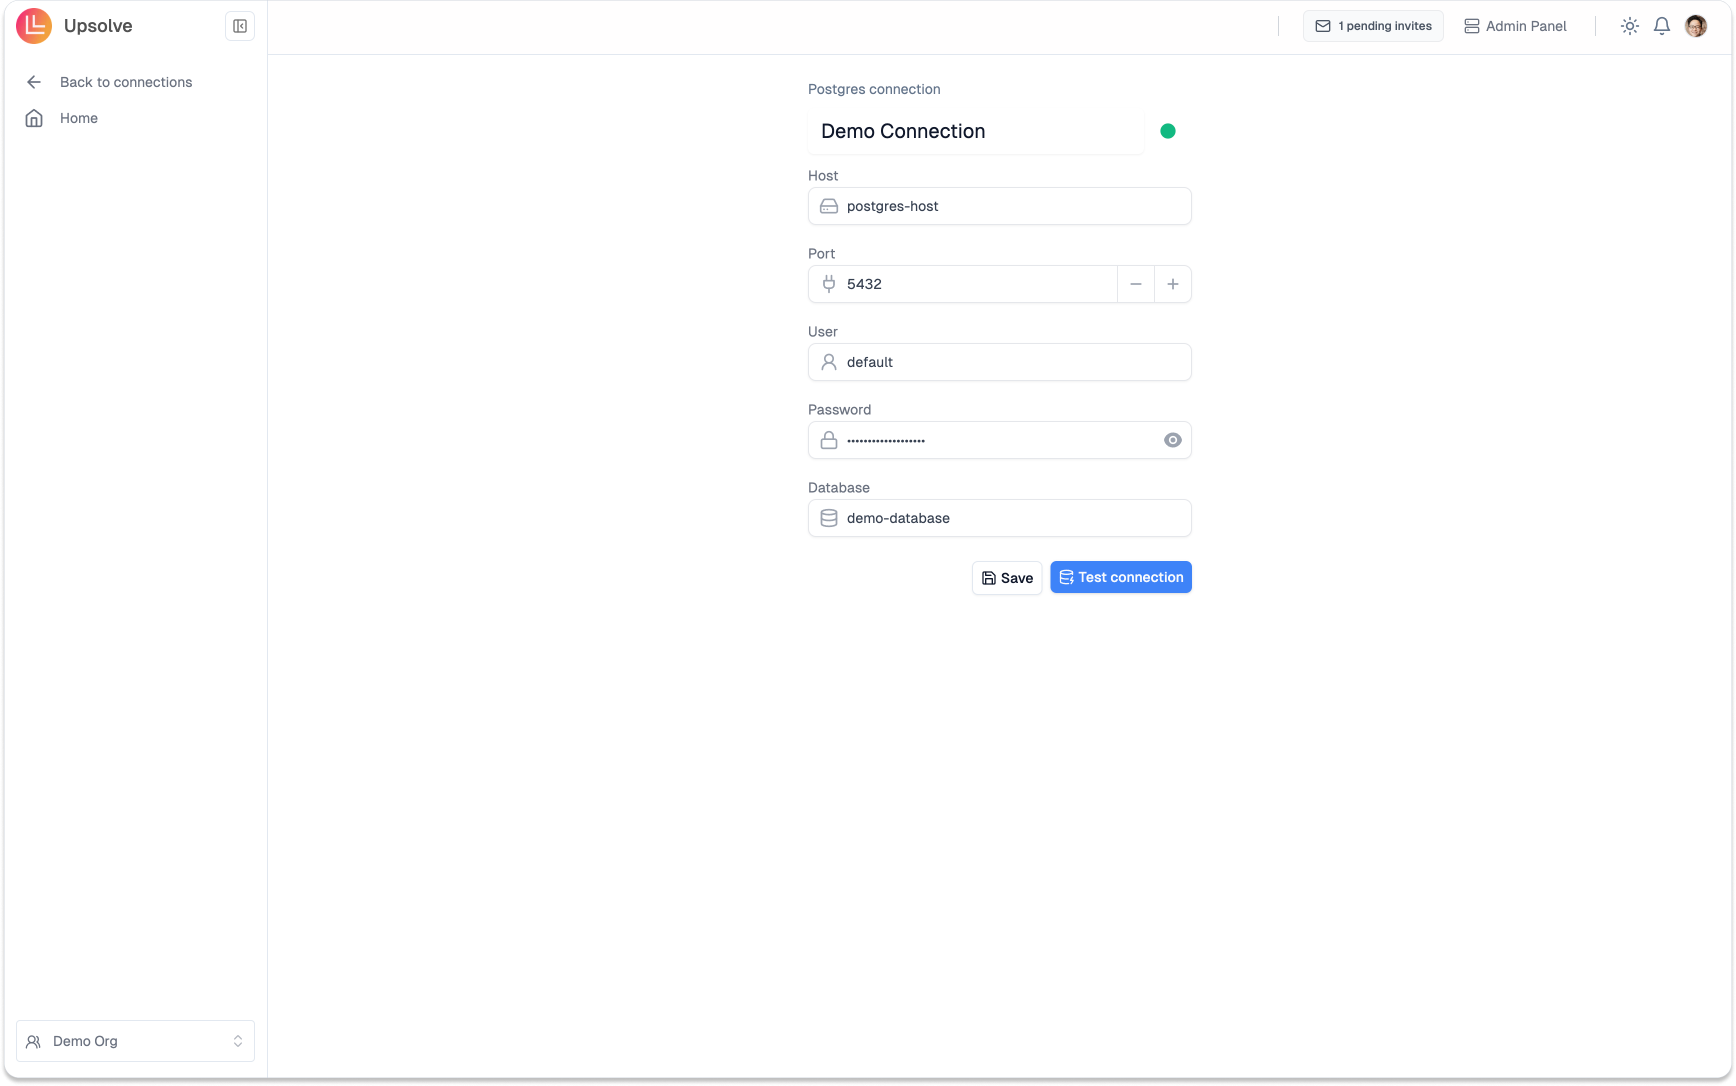 Upsolve
1 pending invites
Admin Panel
Back to connections
Home
Postgres connection
Demo Connection
Host
postgres-host
Port
5432
User
default
Password
•••••••••••••••••••
Database
demo-database
Save
Test connection
Demo Org